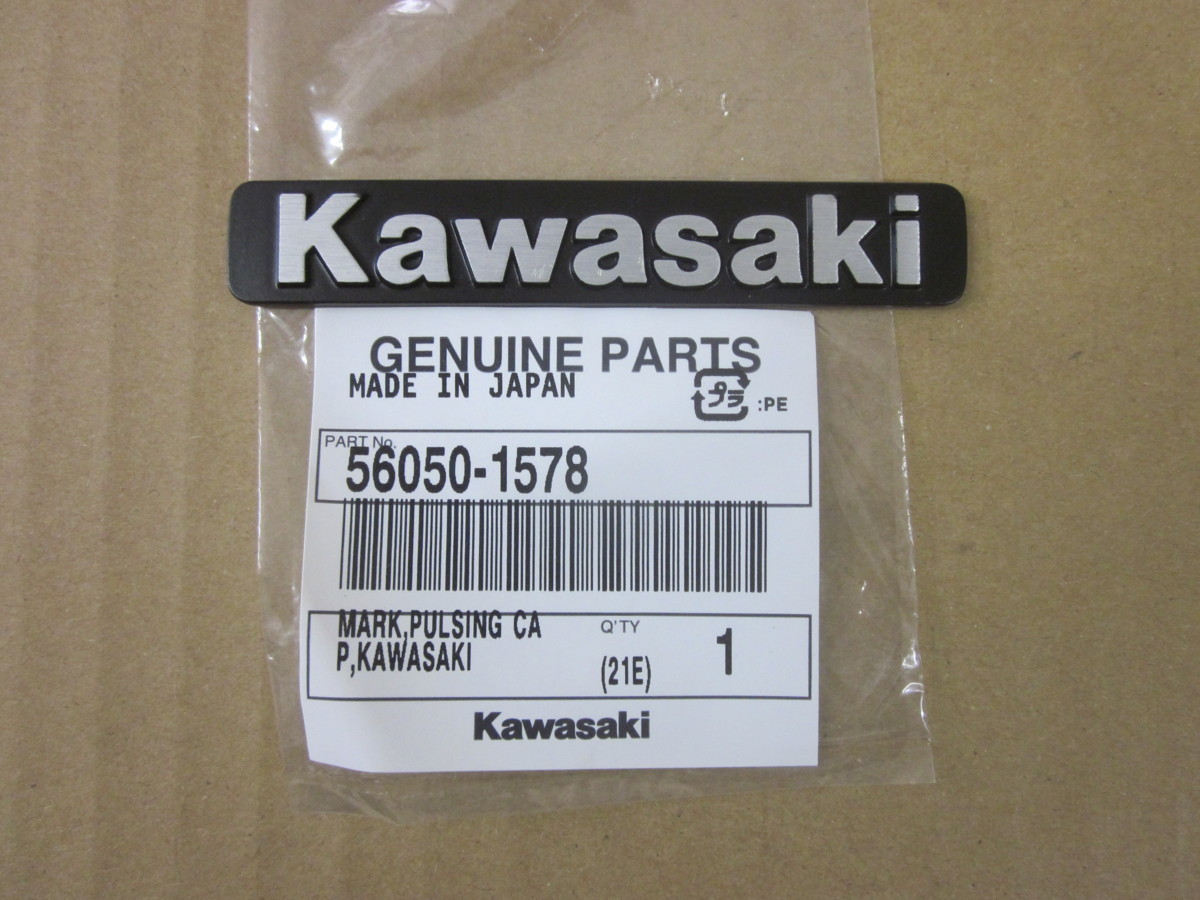 Kawasaki
GENUINE PARTS
MADE IN JAPAN
プラ :PE
PART No.
56050-1578
MARK,PULSING CA
P,KAWASAKI
Q'TY
(21E)
1
Kawasaki